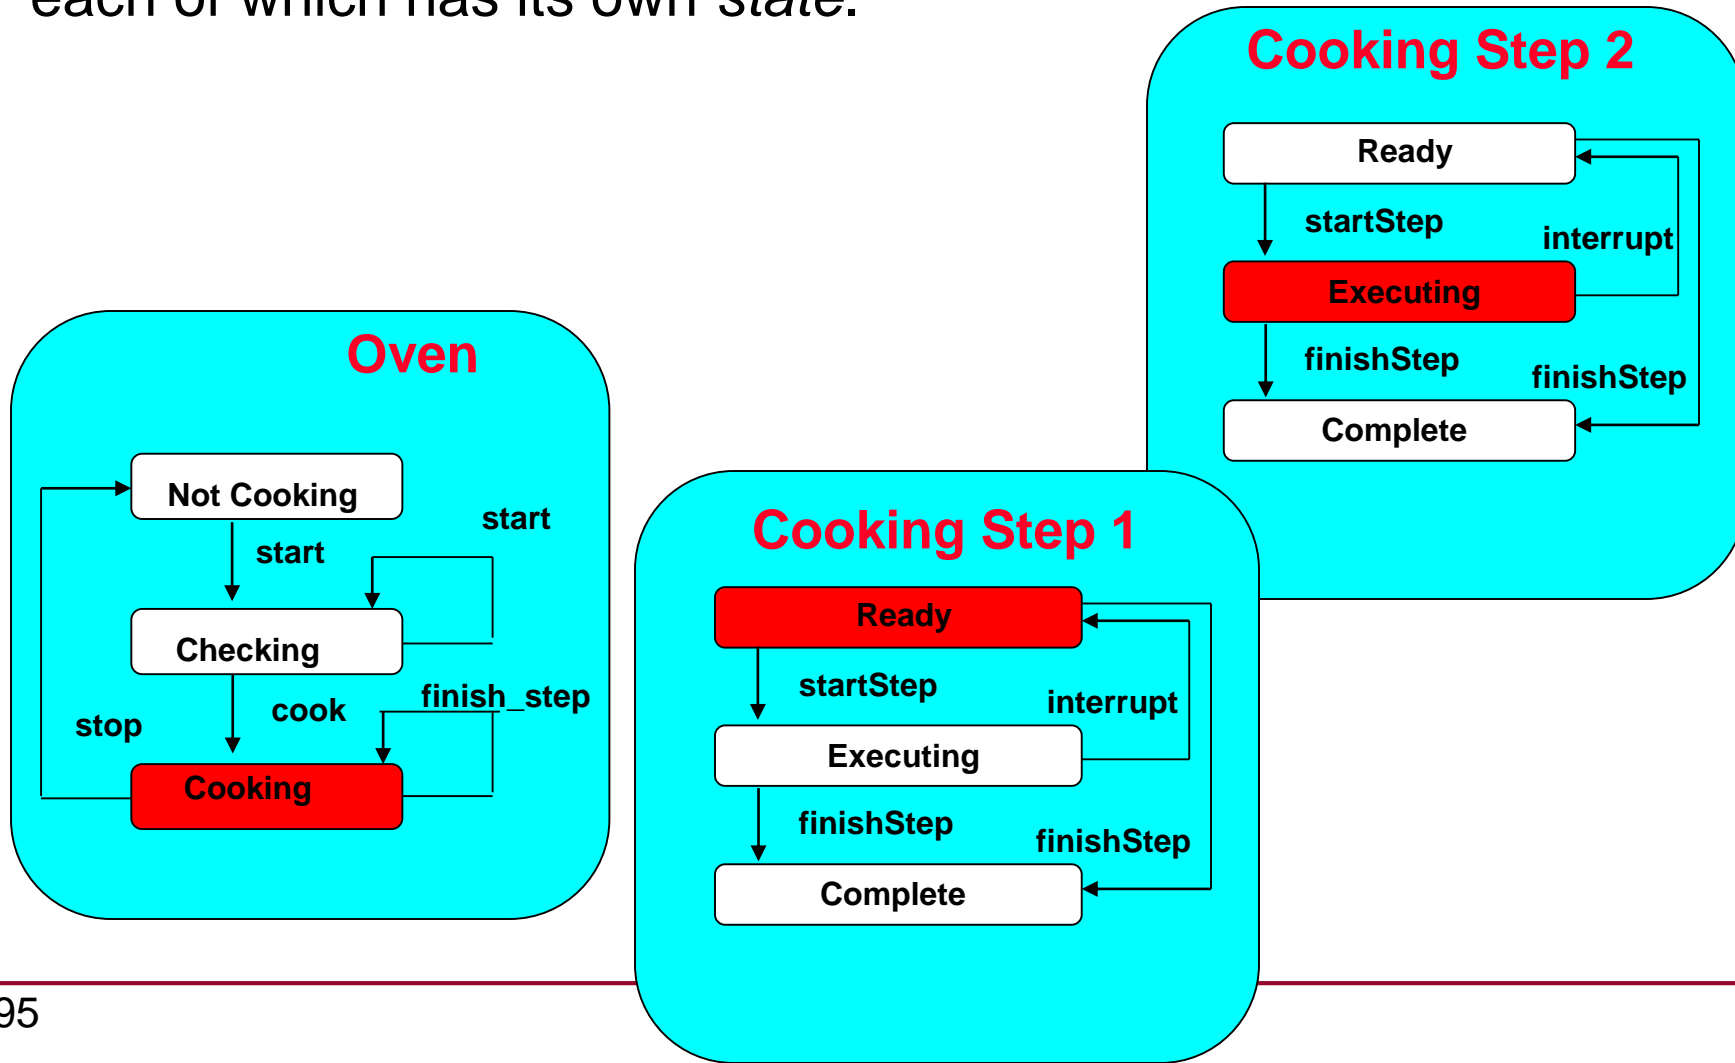 each of which has its own state.
Cooking Step 2
Ready
startStep
interrupt
Executing
finishStep
finishStep
Complete
Oven
Not Cooking
start
start
Checking
cook
finish_step
stop
Cooking
Cooking Step 1
Ready
startStep
interrupt
Executing
finishStep
finishStep
Complete
95